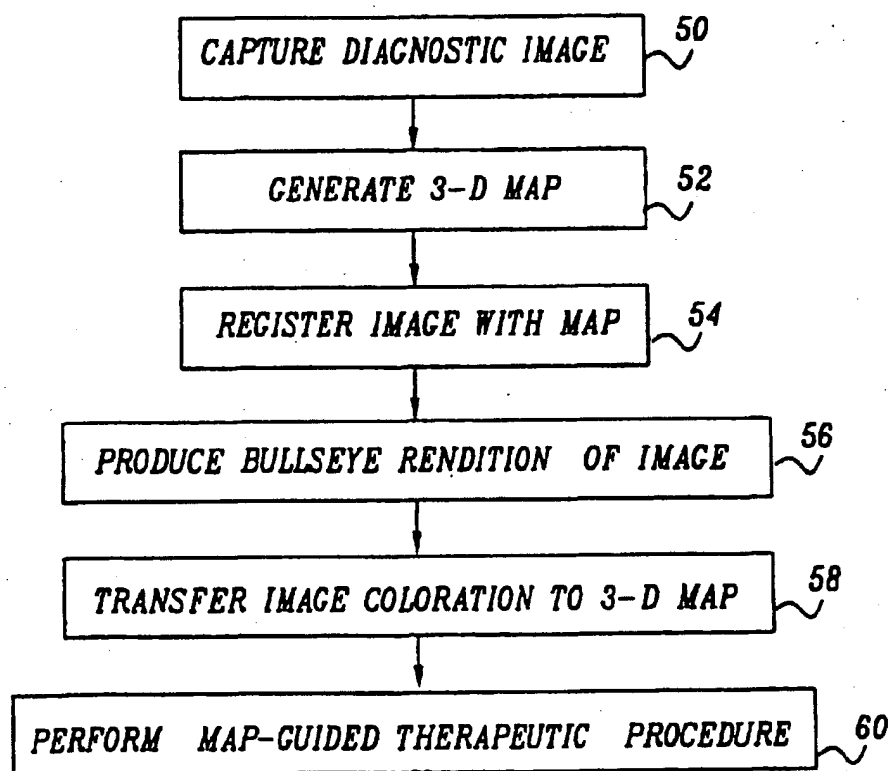 CAPTURE DIAGNOSTIC IMAGE 50
GENERATE 3-D MAP 52
REGISTER IMAGE WITH MAP 54
PRODUCE BULLSEYE RENDITION OF IMAGE 56
TRANSFER IMAGE COLORATION TO 3-D MAP 58
PERFORM MAP-GUIDED THERAPEUTIC PROCEDURE 60